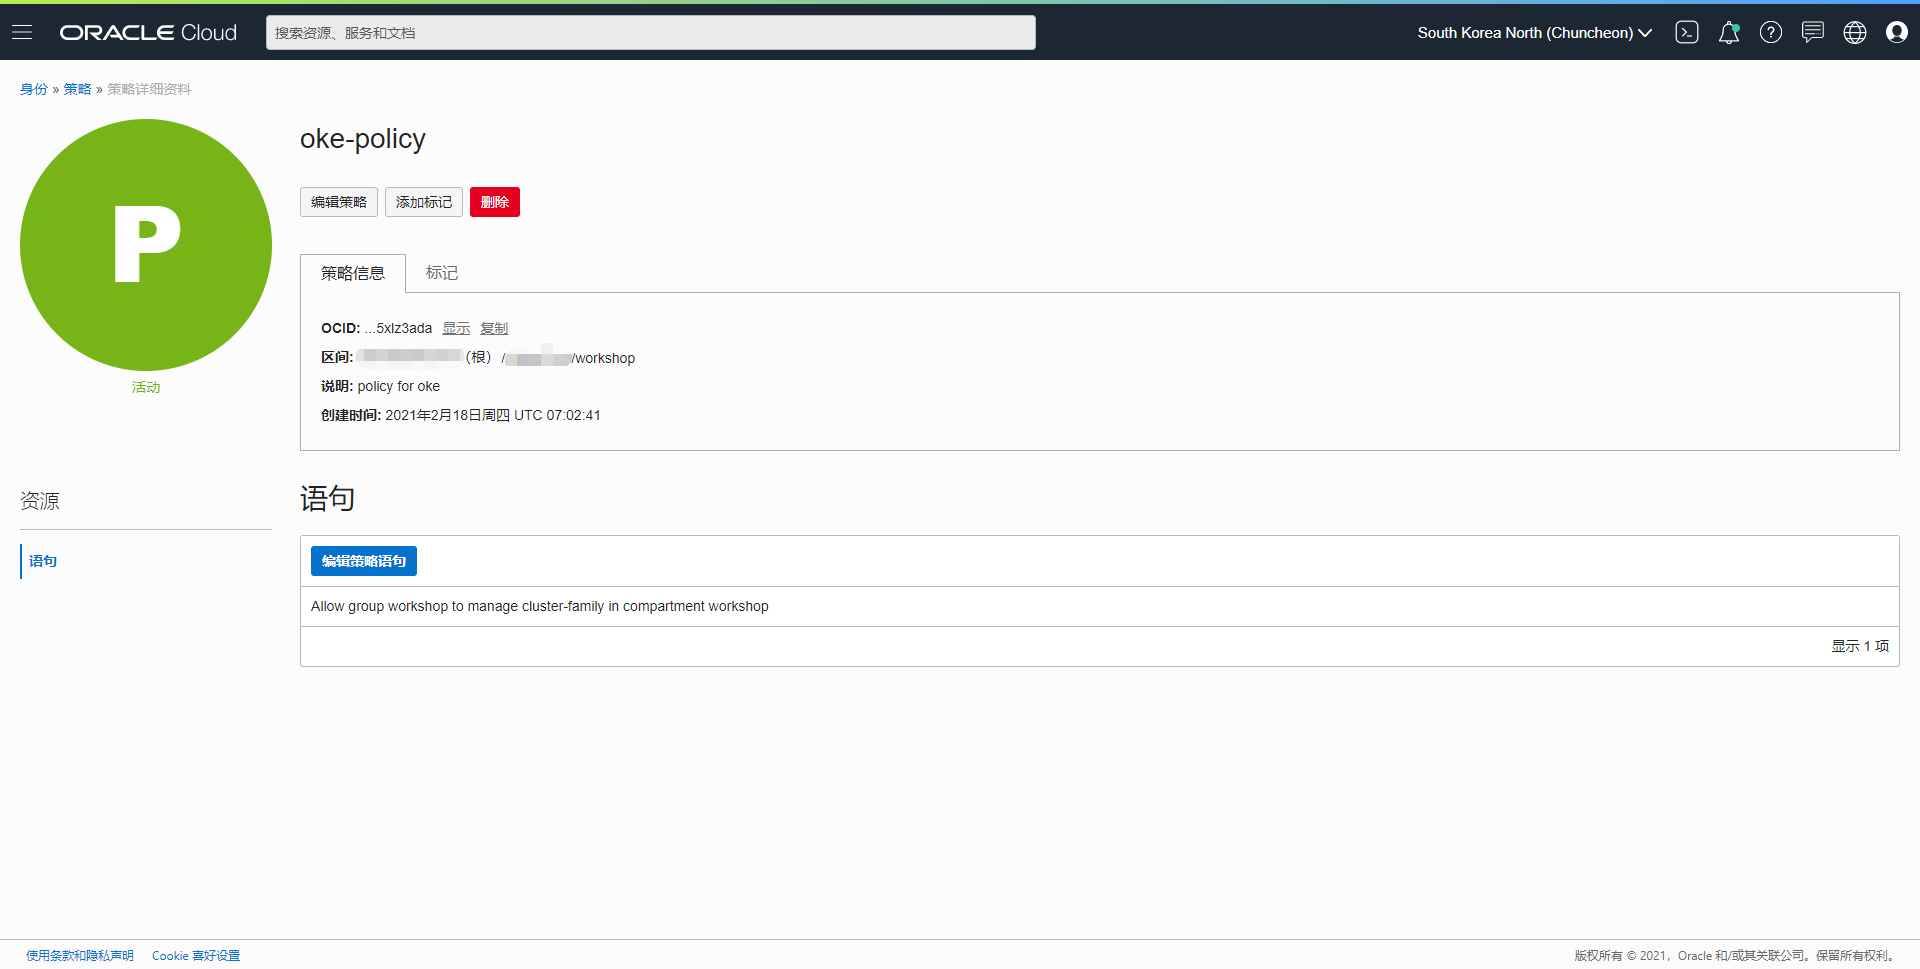 ORACLE Cloud
搜索资源、服务和文档
South Korea North (Chuncheon)
身份 » 策略 » 策略详细资料
P
活动
oke-policy
编辑策略 添加标记 删除
策略信息 标记
OCID: ...5xlz3ada 显示 复制
区间: （根） / /workshop
说明: policy for oke
创建时间: 2021年2月18日周四 UTC 07:02:41
资源
语句
语句
编辑策略语句
Allow group workshop to manage cluster-family in compartment workshop
显示 1 项
使用条款和隐私声明 Cookie 喜好设置
版权所有 © 2021，Oracle 和/或其关联公司。保留所有权利。